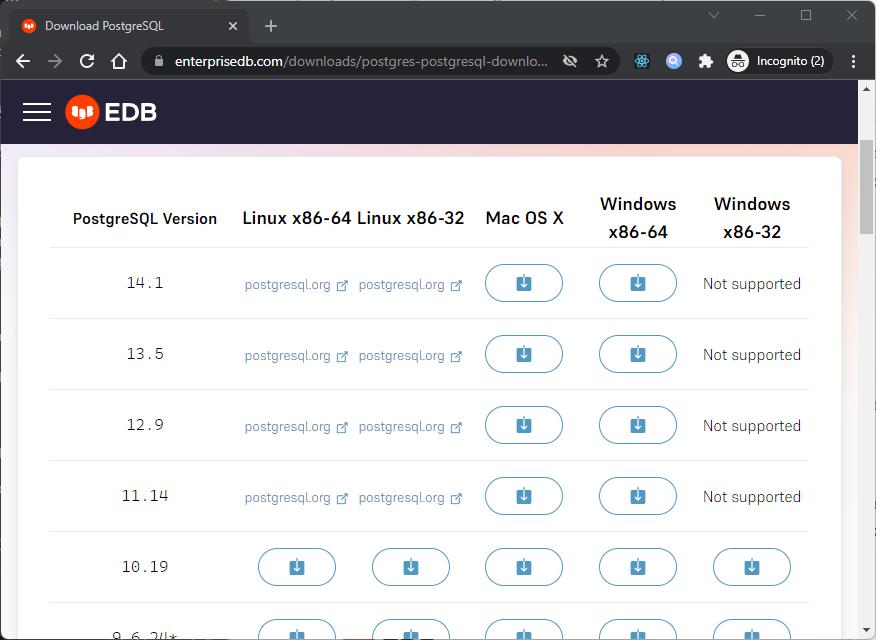 Download PostgreSQL
enterprisedb.com/downloads/postgres-postgresql-downlo...
Incognito (2)
EDB
PostgreSQL Version Linux x86-64 Linux x86-32 Mac OS X Windows x86-64 Windows x86-32
14.1 postgresql.org postgresql.org Not supported
13.5 postgresql.org postgresql.org Not supported
12.9 postgresql.org postgresql.org Not supported
11.14 postgresql.org postgresql.org Not supported
10.19
9.6.24*